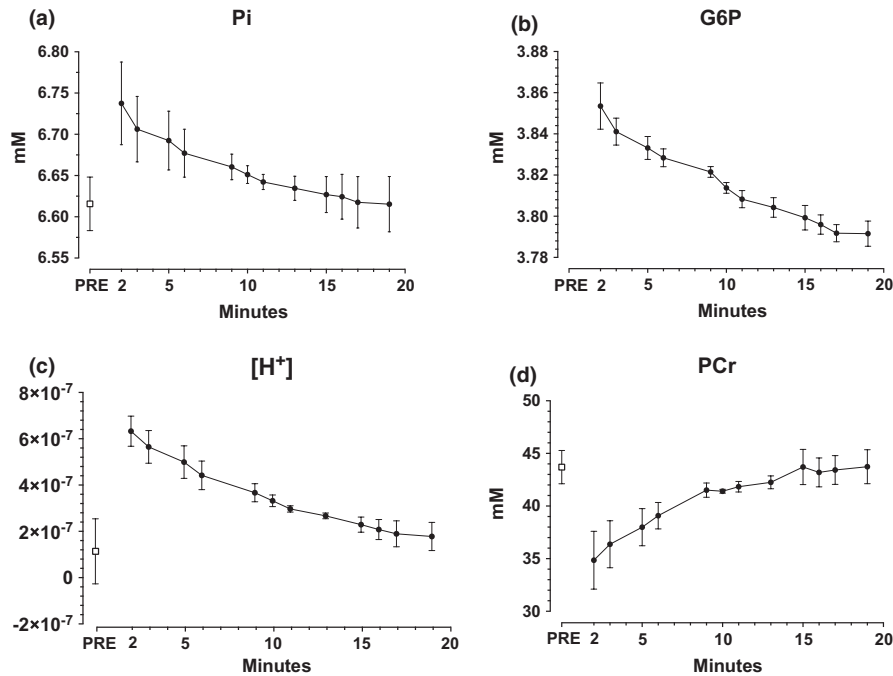 (a)
Pi
6.80
6.75
6.70
6.65
6.60
6.55
mM
PRE 2 5 10 15 20
Minutes
(b)
G6P
3.88
3.86
3.84
3.82
3.80
3.78
mM
PRE 2 5 10 15 20
Minutes
(c)
[H⁺]
8×10⁻⁷
6×10⁻⁷
4×10⁻⁷
2×10⁻⁷
0
-2×10⁻⁷
PRE 2 5 10 15 20
Minutes
(d)
PCr
50
45
40
35
30
mM
PRE 2 5 10 15 20
Minutes